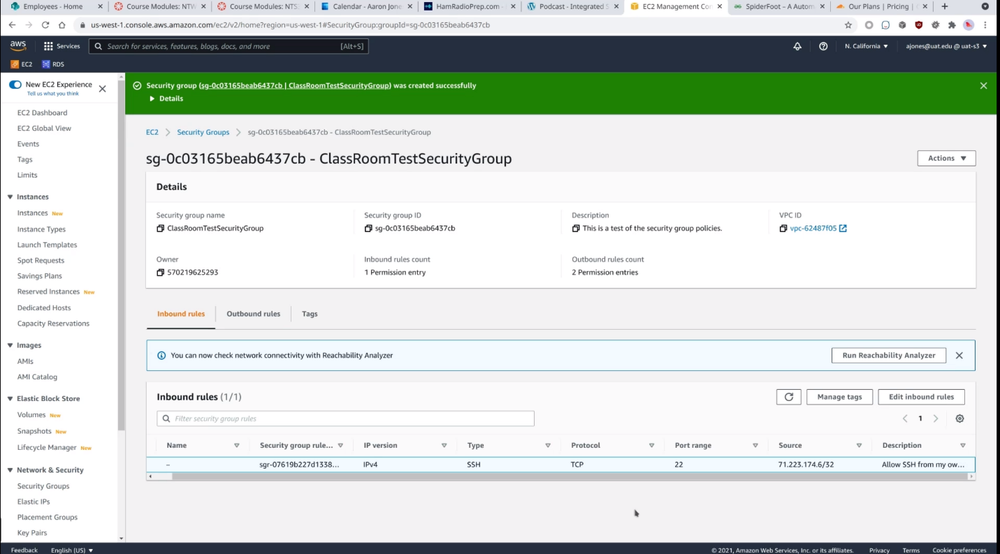 Employees - Home
Course Modules: NTW
Course Modules: NTS
Calendar - Aaron Jone
HamRadioPrep.com -
Podcast - Integrated S
EC2 Management Con
SpiderFoot – A Autom
Our Plans | Pricing |
us-west-1.console.aws.amazon.com/ec2/v2/home?region=us-west-1#SecurityGroup:groupId=sg-0c03165beab6437cb
aws
Services
Search for services, features, blogs, docs, and more
[Alt+S]
N. California ▼
ajones@uat.edu @ uat-s3 ▼
EC2
RDS
New EC2 Experience
Tell us what you think
EC2 Dashboard
EC2 Global View
Events
Tags
Limits
Instances
Instances New
Instance Types
Launch Templates
Spot Requests
Savings Plans
Reserved Instances New
Dedicated Hosts
Capacity Reservations
Images
AMIs
AMI Catalog
Elastic Block Store
Volumes New
Snapshots New
Lifecycle Manager New
Network & Security
Security Groups
Elastic IPs
Placement Groups
Key Pairs
Security group (sg-0c03165beab6437cb | ClassRoomTestSecurityGroup) was created successfully
Details
EC2 > Security Groups > sg-0c03165beab6437cb - ClassRoomTestSecurityGroup
sg-0c03165beab6437cb - ClassRoomTestSecurityGroup
Actions ▼
Details
Security group name
ClassRoomTestSecurityGroup
Security group ID
sg-0c03165beab6437cb
Description
This is a test of the security group policies.
VPC ID
vpc-62487f05
Owner
570219625293
Inbound rules count
1 Permission entry
Outbound rules count
2 Permission entries
Inbound rules
Outbound rules
Tags
You can now check network connectivity with Reachability Analyzer
Run Reachability Analyzer
Inbound rules (1/1)
Manage tags
Edit inbound rules
Filter security group rules
1
Name
Security group rule...
IP version
Type
Protocol
Port range
Source
Description
–
sgr-07619b227d1338...
IPv4
SSH
TCP
22
71.223.174.6/32
Allow SSH from my ow...
Feedback
English (US) ▼
© 2021, Amazon Web Services, Inc. or its affiliates.
Privacy
Terms
Cookie preferences